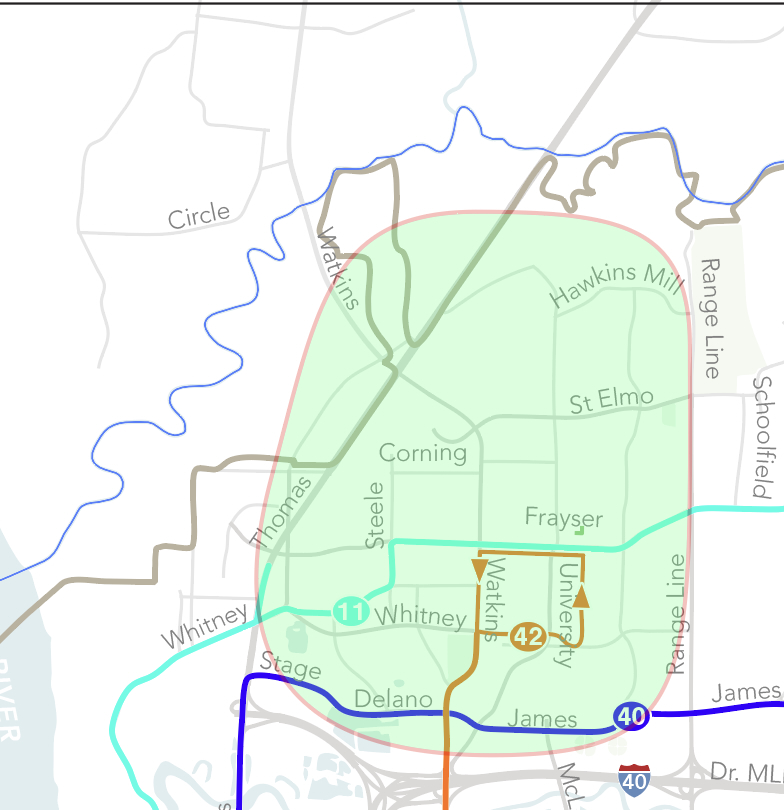 Circle
Watkins
Hawkins Mill
Range Line
St Elmo
Schoolfield
Corning
Thomas
Steele
Frayser
Watkins
University
Range Line
11
Whitney
Whitney
42
Stage
Delano
James
40
James
RIVER
McL
40
Dr. ML
s